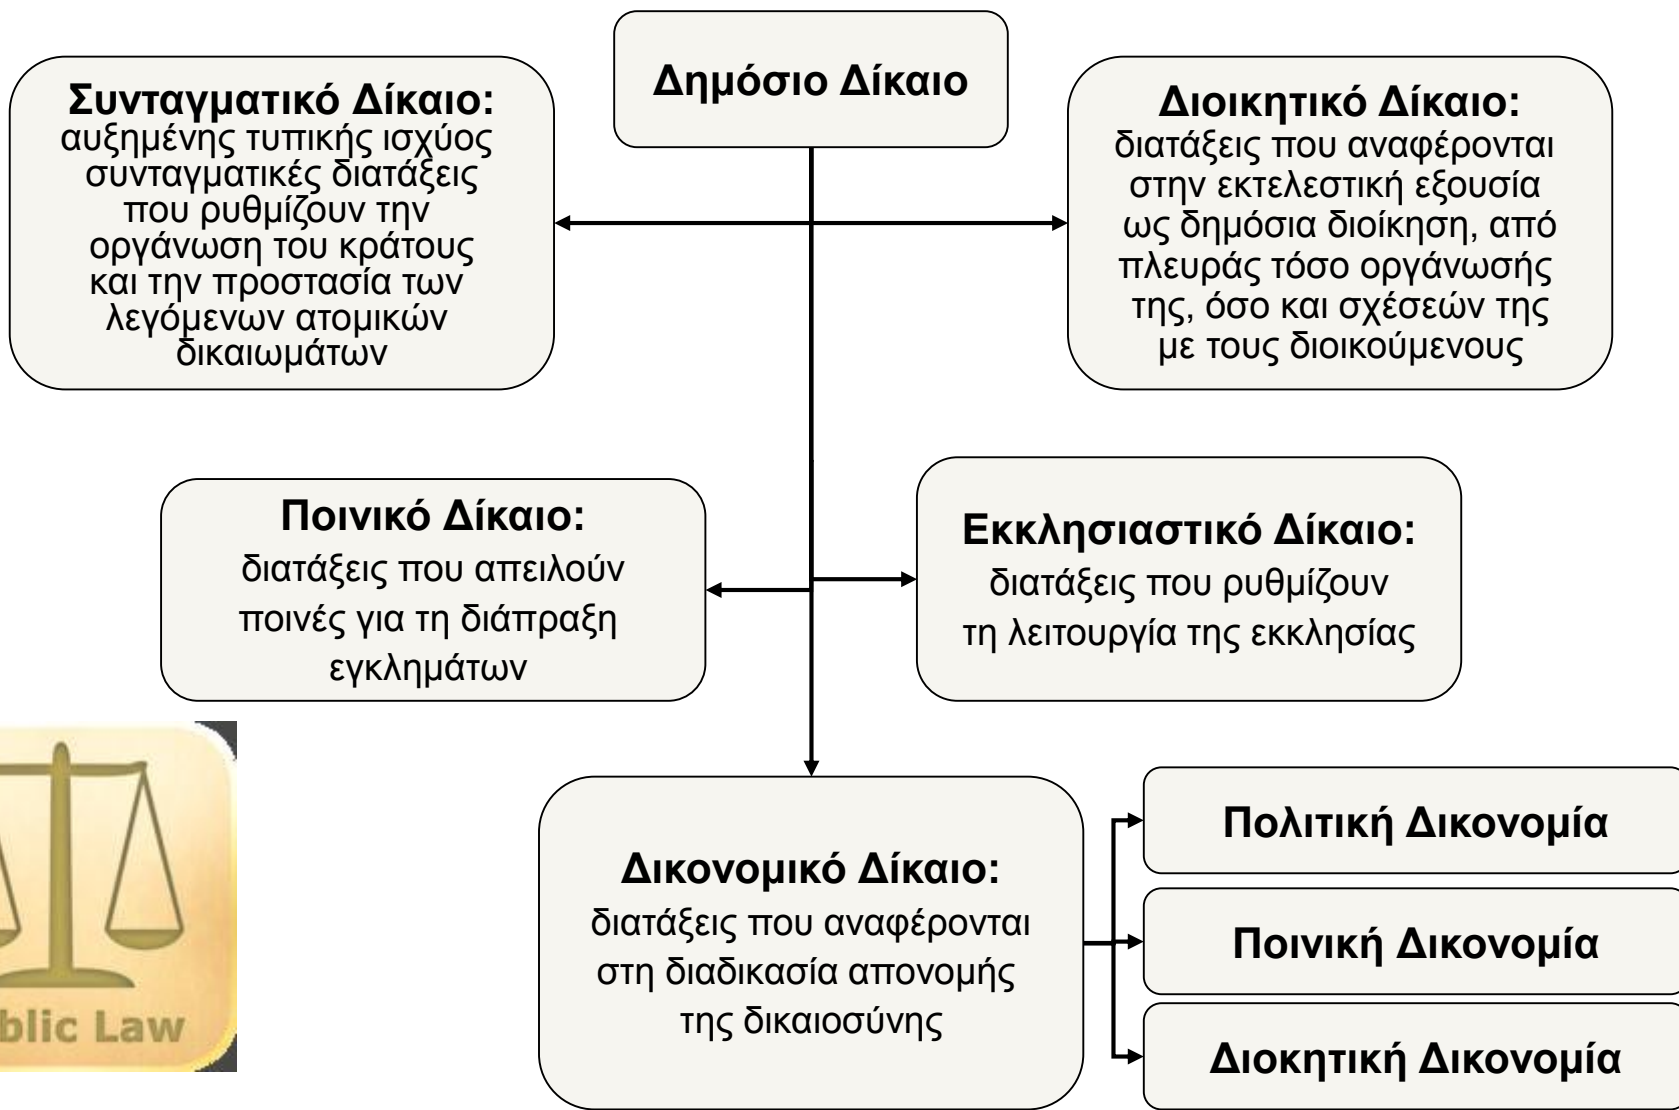 Δημόσιο Δίκαιο
Συνταγματικό Δίκαιο:
αυξημένης τυπικής ισχύος
συνταγματικές διατάξεις
που ρυθμίζουν την
οργάνωση του κράτους
και την προστασία των
λεγόμενων ατομικών
δικαιωμάτων
Διοικητικό Δίκαιο:
διατάξεις που αναφέρονται
στην εκτελεστική εξουσία
ως δημόσια διοίκηση, από
πλευράς τόσο οργάνωσής
της, όσο και σχέσεών της
με τους διοικούμενους
Ποινικό Δίκαιο:
διατάξεις που απειλούν
ποινές για τη διάπραξη
εγκλημάτων
Εκκλησιαστικό Δίκαιο:
διατάξεις που ρυθμίζουν
τη λειτουργία της εκκλησίας
Δικονομικό Δίκαιο:
διατάξεις που αναφέρονται
στη διαδικασία απονομής
της δικαιοσύνης
Πολιτική Δικονομία
Ποινική Δικονομία
Διοκητική Δικονομία
blic Law